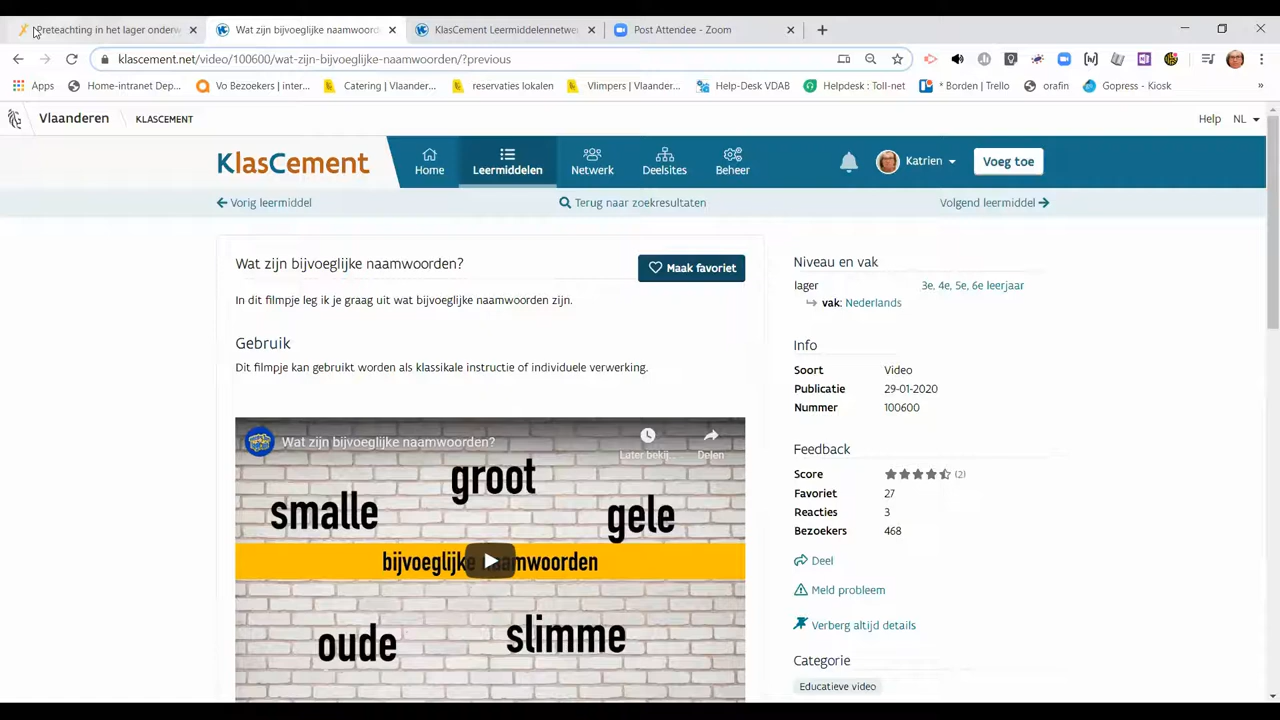 Preteachting in het lager onderw
Wat zijn bijvoeglijke naamwoord
KlasCement Leermiddelennetwe
Post Attendee - Zoom
klascement.net/video/100600/wat-zijn-bijvoeglijke-naamwoorden/?previous
Apps
Home-intranet Dep...
Vo Bezoekers | inter...
Catering | Vlaander...
reservaties lokalen
Vlimpers | Vlaander...
Help-Desk VDAB
Helpdesk : Toll-net
* Borden | Trello
orafin
Gopress - Kiosk
»
Vlaanderen
KLASCEMENT
Help
NL
KlasCement
Home
Leermiddelen
Netwerk
Deelsites
Beheer
Katrien
Voeg toe
Vorig leermiddel
Terug naar zoekresultaten
Volgend leermiddel
Wat zijn bijvoeglijke naamwoorden?
Maak favoriet
In dit filmpje leg ik je graag uit wat bijvoeglijke naamwoorden zijn.
Gebruik
Dit filmpje kan gebruikt worden als klassikale instructie of individuele verwerking.
Wat zijn bijvoeglijke naamwoorden?
Later bekij...
Delen
groot
smalle
gele
bijvoeglijke naamwoorden
oude
slimme
Niveau en vak
lager 3e, 4e, 5e, 6e leerjaar
vak: Nederlands
Info
Soort Video
Publicatie 29-01-2020
Nummer 100600
Feedback
Score (2)
Favoriet 27
Reacties 3
Bezoekers 468
Deel
Meld probleem
Verberg altijd details
Categorie
Educatieve video